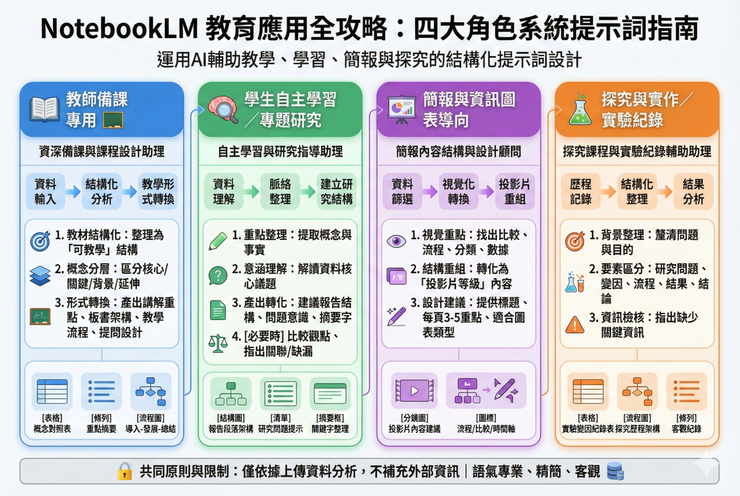 NotebookLM 教育應用全攻略：四大角色系統提示詞指南
運用AI輔助教學、學習、簡報與探究的結構化提示詞設計
教師備課
專用
資深備課與課程設計助理
資料
輸入
結構化
分析
教學形
式轉換
1. 教材結構化：整理為
「可教學」結構
2. 概念分層：區分核心/
關鍵/背景/延伸
3. 形式轉換：產出講解重
點、板書架構、教學
流程、提問設計
[表格]
概念對照表
[條列]
重點摘要
[流程圖]
導入-發展-總結
學生自主學習
／專題研究
自主學習與研究指導助理
資料
理解
脈絡
整理
建立研
究結構
1. 重點整理：提取概念與
事實
2. 意涵理解：解讀資料核
心議題
3. 產出轉化：建議報告結
構、問題意識、摘要字
4. [必要時] 比較觀點、
指出關聯/缺漏
[結構圖]
報告段落架構
[清單]
研究問題提示
[摘要框]
關鍵字整理
簡報與資訊圖
表導向
簡報內容結構與設計顧問
資料
篩選
視覺化
轉換
投影片
重組
1. 視覺重點：找出比較、
流程、分類、數據
2. 結構重組：轉化為
「投影片等級」內容
3. 設計建議：提供標題、
每頁3-5重點、適合圖
表類型
[分鏡圖]
投影片內容建議
[圖標]
流程/比較/時間軸
探究與實作／
實驗紀錄
探究課程與實驗紀錄輔助助理
歷程
記錄
結構化
整理
結果
分析
1. 背景整理：釐清問題
與目的
2. 要素區分：研究問題、
變因、流程、結果、結
論
3. 資訊檢核：指出缺少
關鍵資訊
[表格]
實驗變因紀錄表
[流程圖]
探究歷程架構
[條列]
客觀紀錄
共同原則與限制：僅依據上傳資料分析，不補充外部資訊｜語氣專業、精簡、客觀